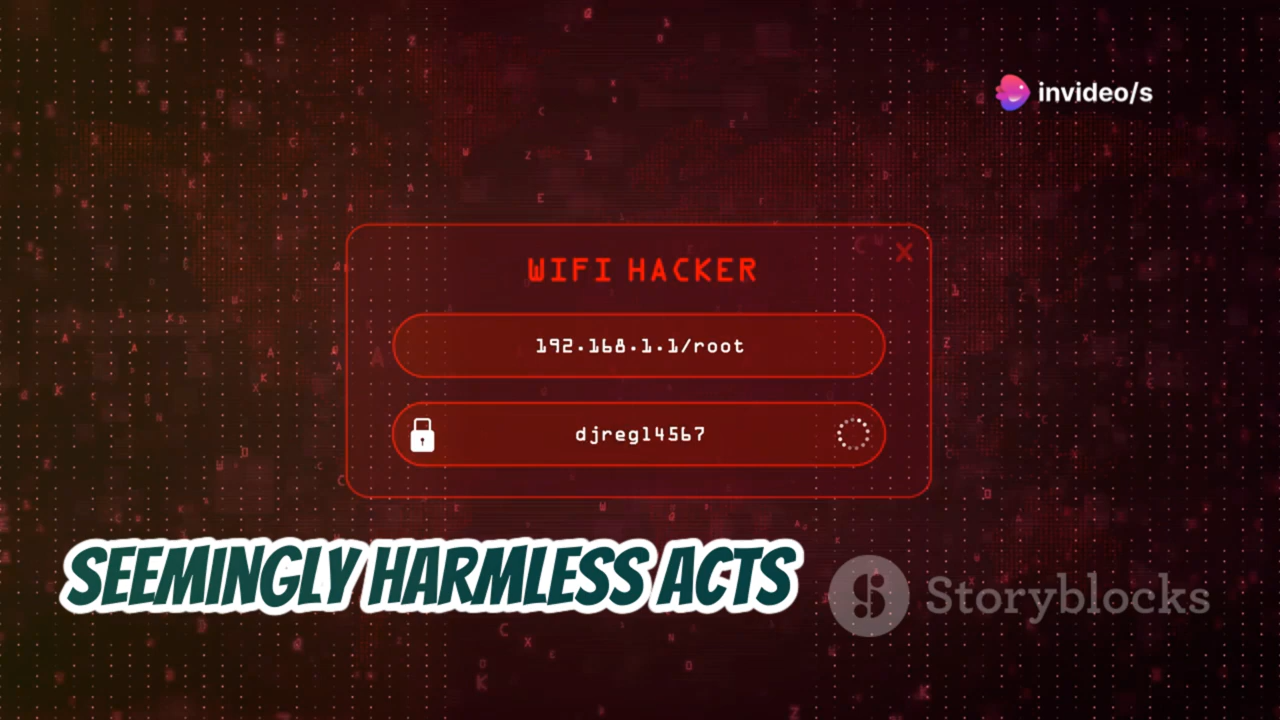 invideo/s
WIFI HACKER
X
192.168.1.1/root
djregl4567
SEEMINGLY HARMLESS ACTS
Storyblocks